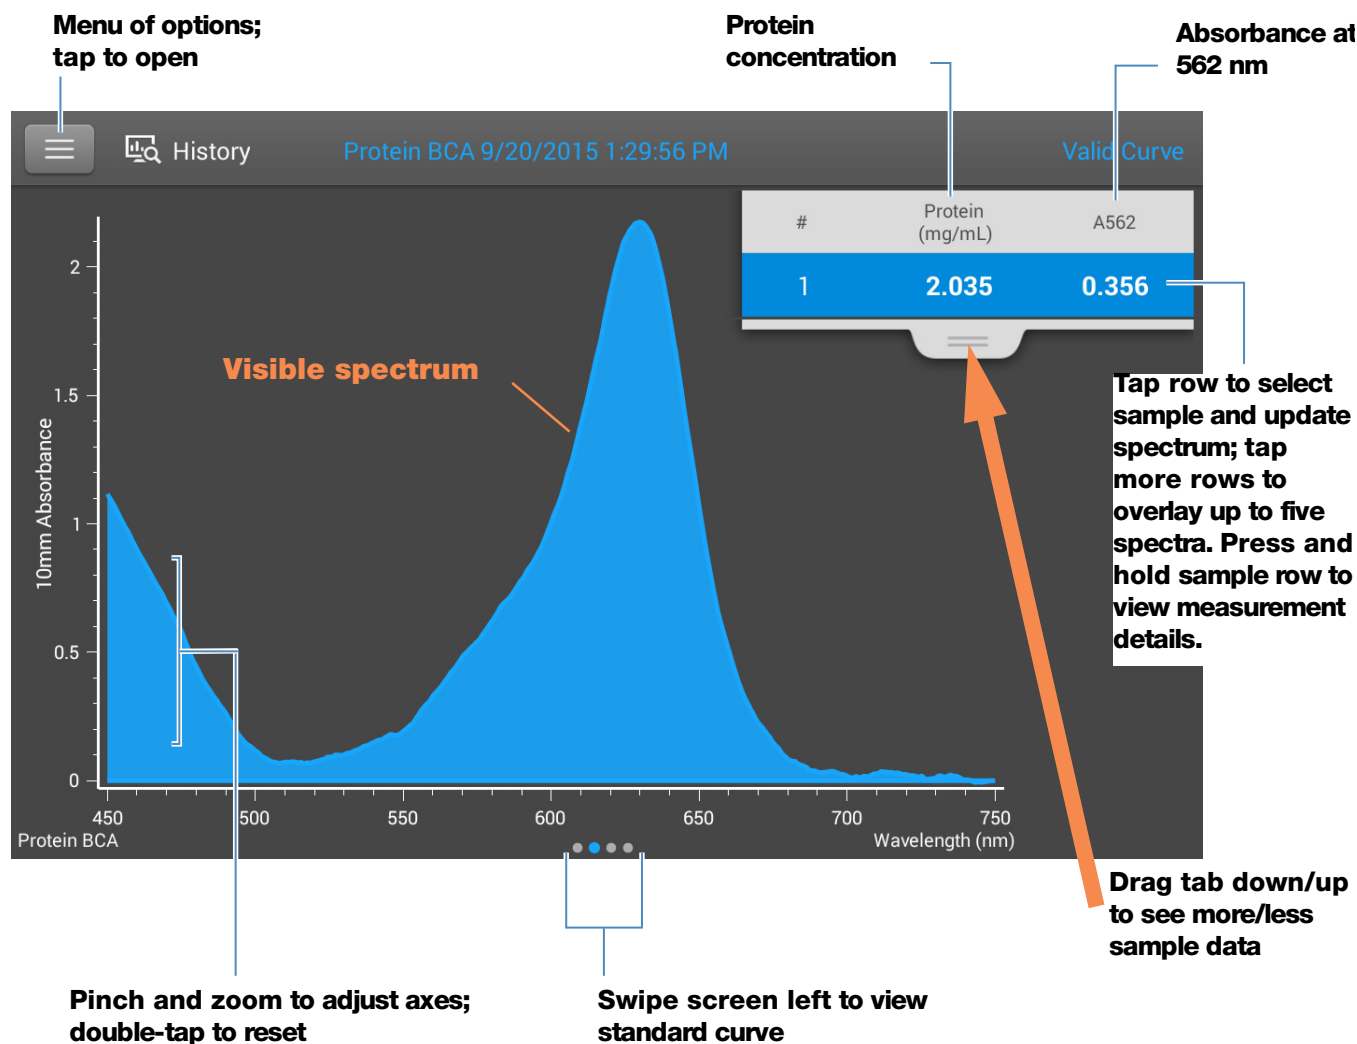 Menu of options;
tap to open
Protein
concentration
Absorbance at
562 nm
History
Protein BCA 9/20/2015 1:29:56 PM
Valid Curve
#
Protein
(mg/mL)
A562
1
2.035
0.356
Visible spectrum
Tap row to select
sample and update
spectrum; tap
more rows to
overlay up to five
spectra. Press and
hold sample row to
view measurement
details.
10mm Absorbance
2
1.5
1
0.5
0
450
500
550
600
650
700
750
Protein BCA
Wavelength (nm)
Drag tab down/up
to see more/less
sample data
Pinch and zoom to adjust axes;
double-tap to reset
Swipe screen left to view
standard curve